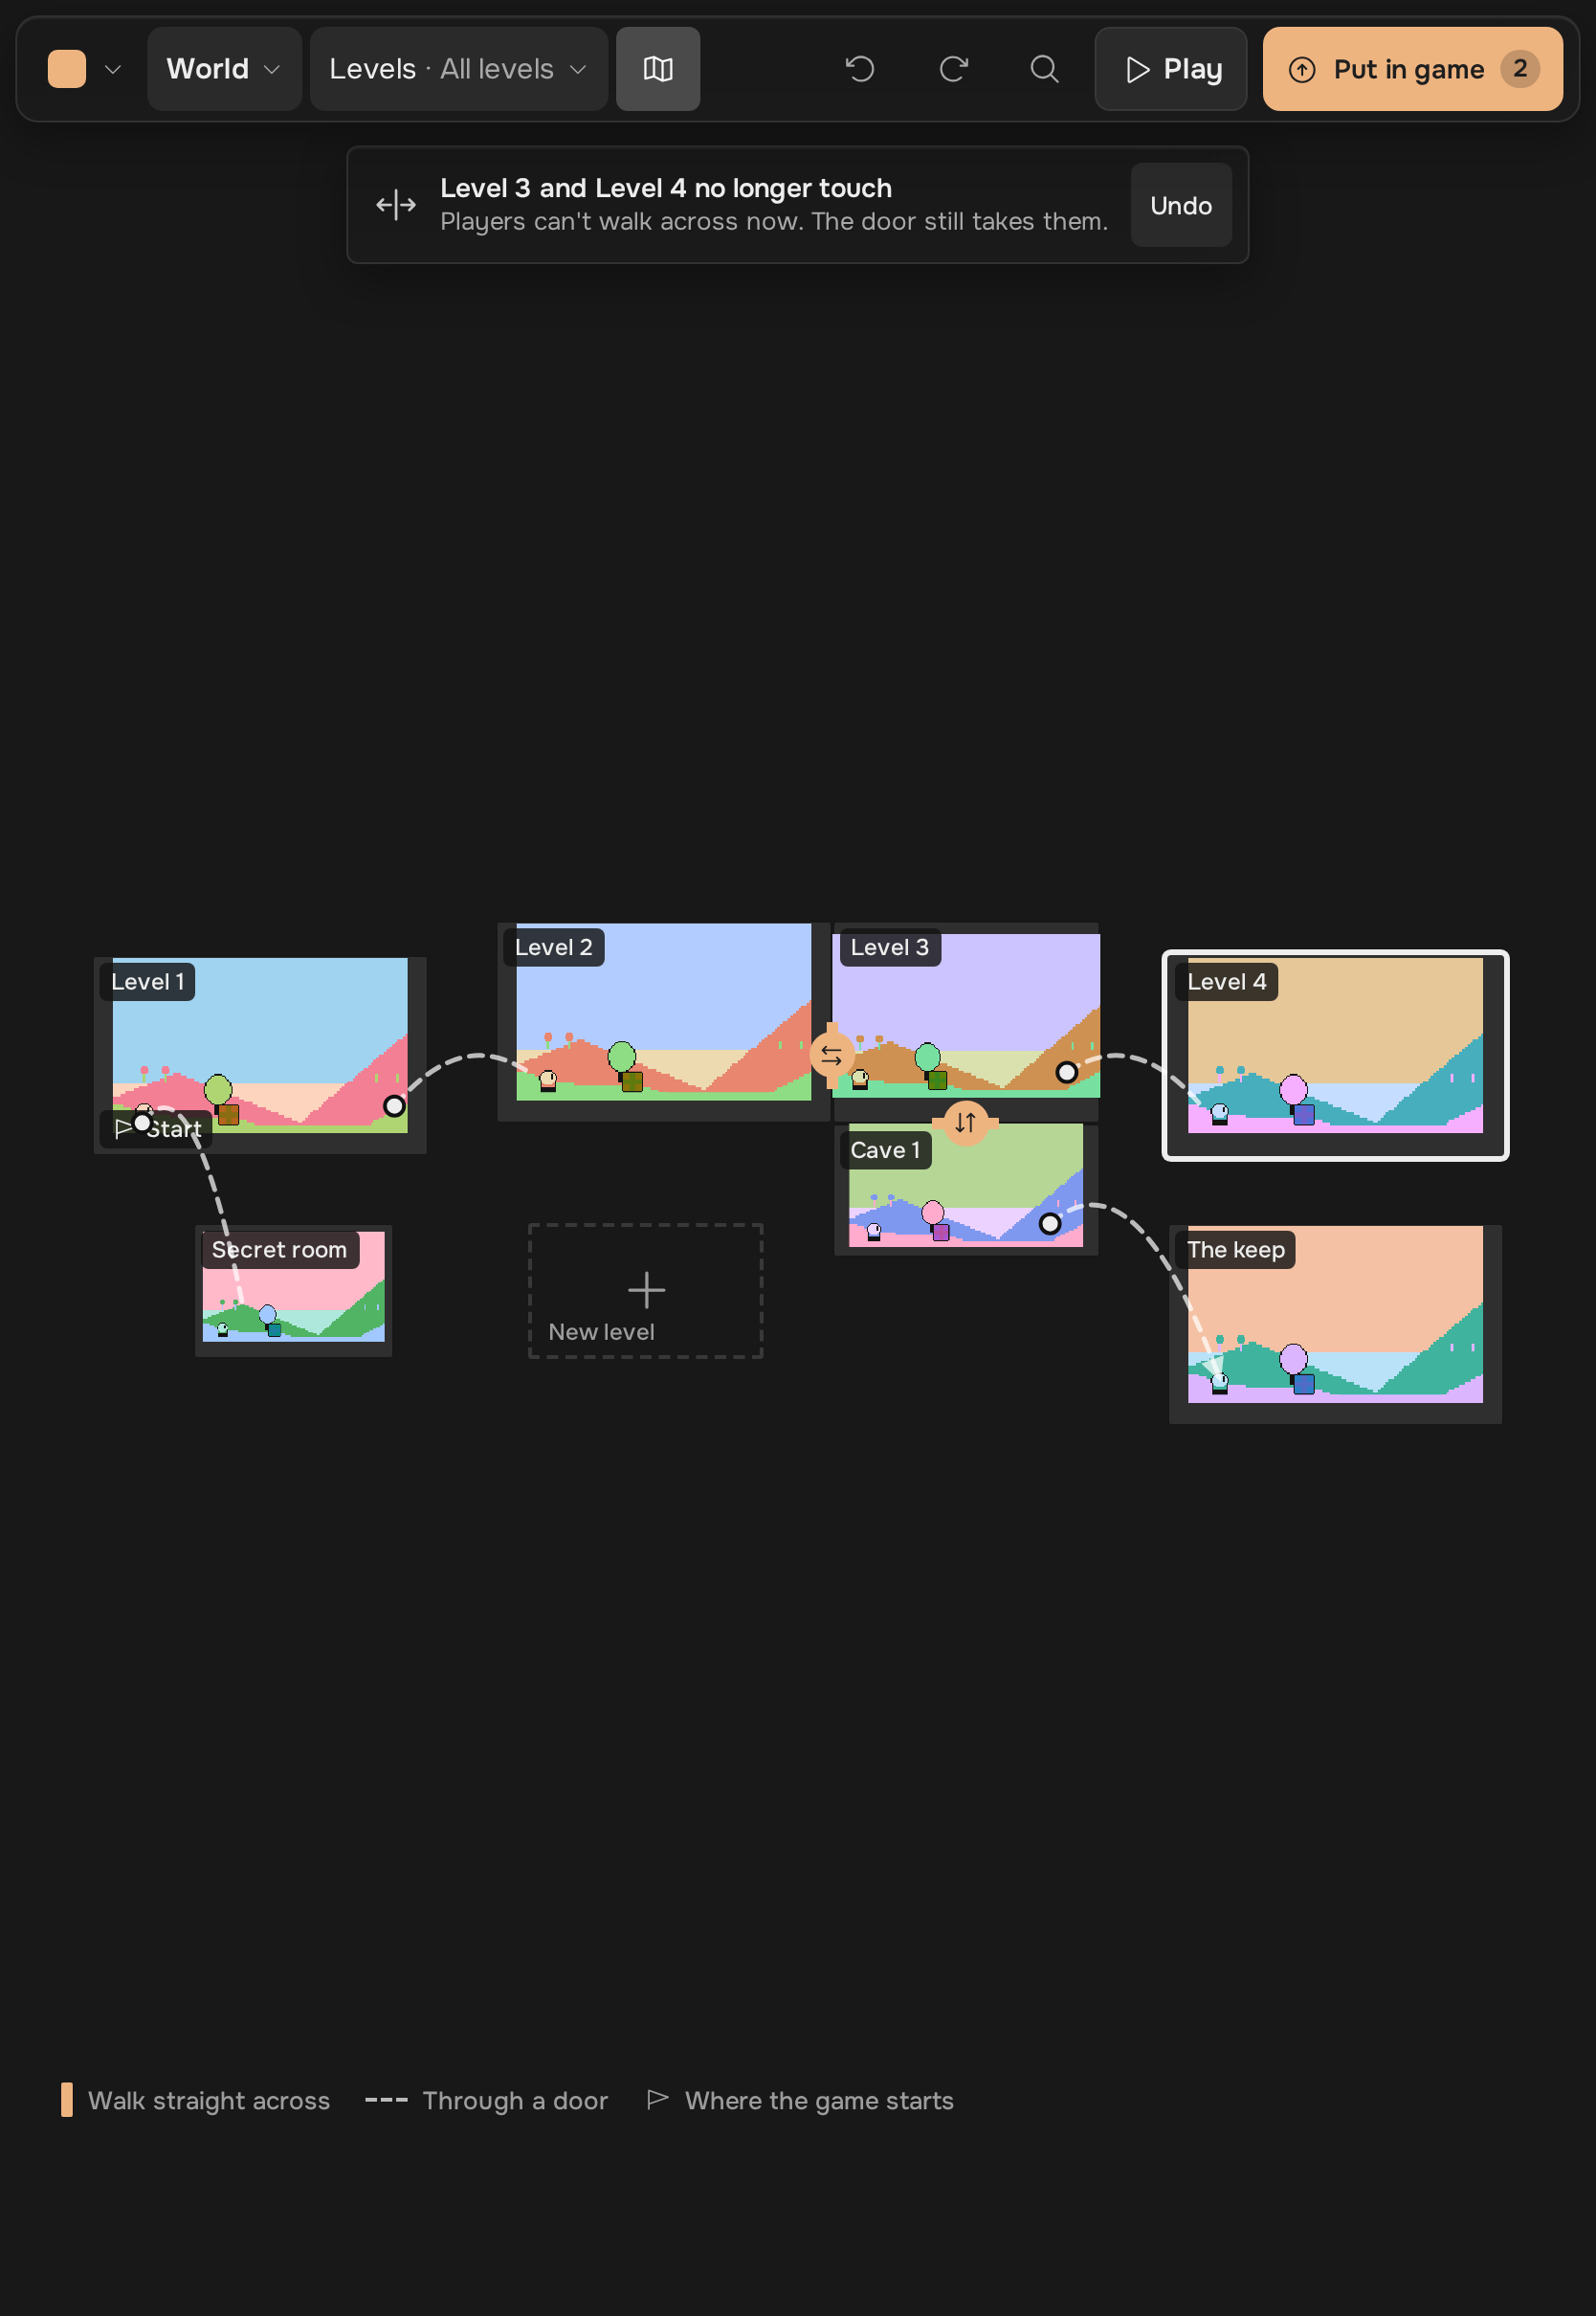 World
Levels · All levels
Play
Put in game 2
Level 3 and Level 4 no longer touch
Players can't walk across now. The door still takes them.
Undo
Level 1
Start
Level 2
Level 3
Level 4
Cave 1
Secret room
New level
The keep
Walk straight across
Through a door
Where the game starts